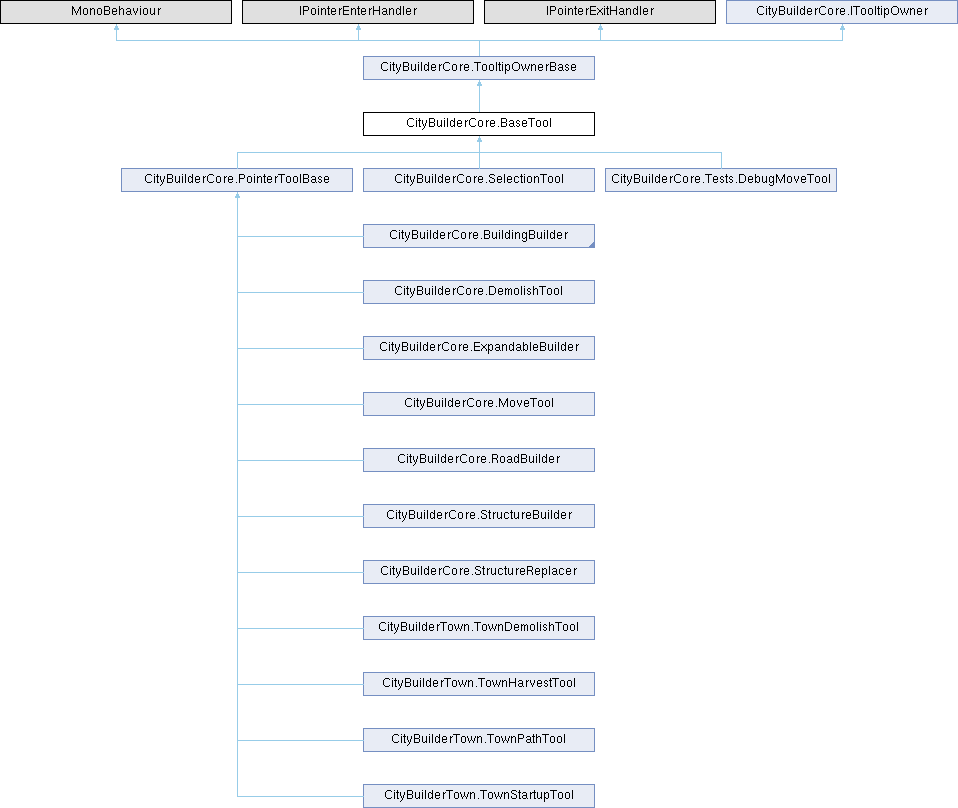 MonoBehaviour
IPointerEnterHandler
IPointerExitHandler
CityBuilderCore.ITooltipOwner
CityBuilderCore.TooltipOwnerBase
CityBuilderCore.BaseTool
CityBuilderCore.PointerToolBase
CityBuilderCore.SelectionTool
CityBuilderCore.Tests.DebugMoveTool
CityBuilderCore.BuildingBuilder
CityBuilderCore.DemolishTool
CityBuilderCore.ExpandableBuilder
CityBuilderCore.MoveTool
CityBuilderCore.RoadBuilder
CityBuilderCore.StructureBuilder
CityBuilderCore.StructureReplacer
CityBuilderTown.TownDemolishTool
CityBuilderTown.TownHarvestTool
CityBuilderTown.TownPathTool
CityBuilderTown.TownStartupTool